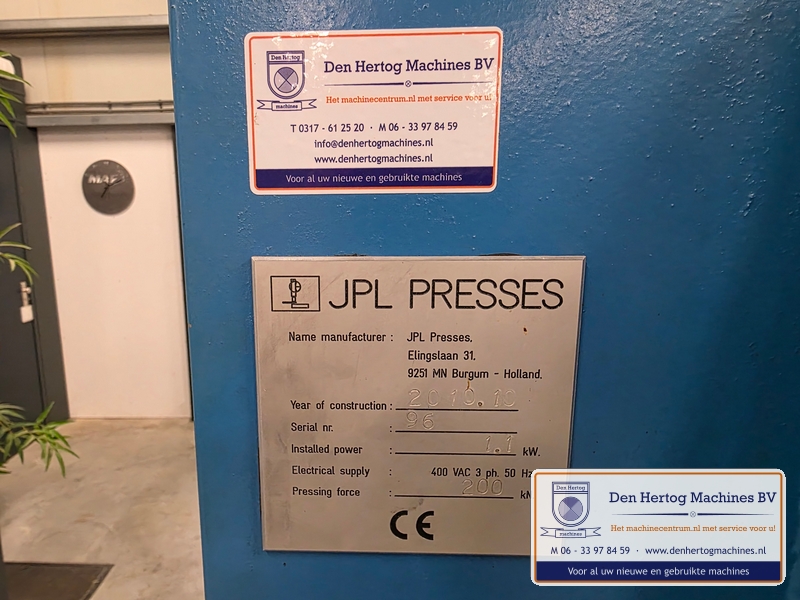 Den Hertog
machines
Den Hertog Machines BV
Het machinecentrum.nl met service voor u!
T 0317 - 61 25 20 · M 06 - 33 97 84 59
info@denhertogmachines.nl
www.denhertogmachines.nl
Voor al uw nieuwe en gebruikte machines
JPL PRESSES
Name manufacturer : JPL Presses.
Elingslaan 31.
9251 MN Burgum - Holland.
Year of construction : 2010.10
Serial nr. : 96
Installed power : 1.1 kW.
Electrical supply : 400 VAC 3 ph. 50 Hz
Pressing force : 200
CE
Den Hertog
machines
Den Hertog Machines BV
Het machinecentrum.nl met service voor u!
M 06 - 33 97 84 59 · www.denhertogmachines.nl
Voor al uw nieuwe en gebruikte machines